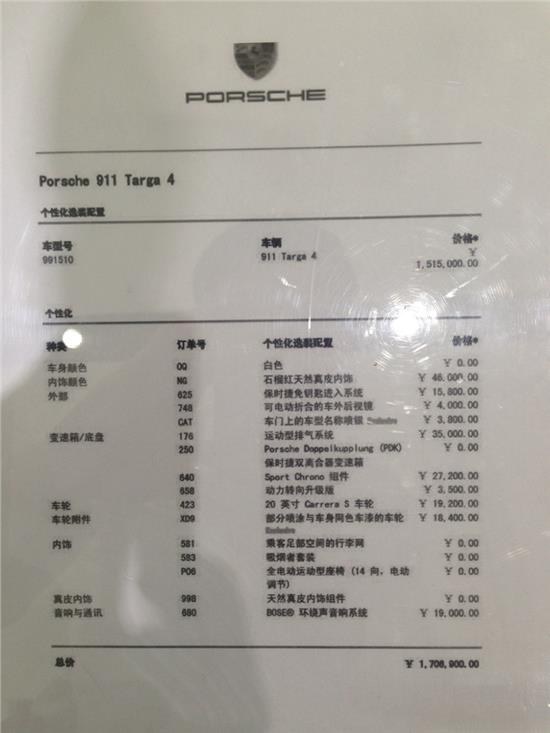 PORSCHE
Porsche 911 Targa 4
个性化选装配置
车型号 车辆 价格*
991510 911 Targa 4 ¥
1,515,000.00
个性化
种类 订单号 个性化选装配置 价格*
车身颜色 0Q 白色 ¥ 0.00
内饰颜色 NG 石榴红天然真皮内饰 ¥ 46,000.00
外部 625 保时捷免钥匙进入系统 ¥ 15,800.00
748 可电动折合的车外后视镜 ¥ 4,000.00
CAT 车门上的车型名称喷银 Exclusive ¥ 3,800.00
变速箱/底盘 176 运动型排气系统 ¥ 35,000.00
250 Porsche Doppelkupplung (PDK) ¥ 0.00
保时捷双离合器变速箱
640 Sport Chrono 组件 ¥ 27,200.00
658 动力转向升级版 ¥ 3,500.00
车轮 423 20 英寸 Carrera S 车轮 ¥ 19,200.00
车轮附件 XD9 部分喷涂与车身同色车漆的车轮 ¥ 18,400.00
Exclusive
内饰 581 乘客足部空间的行李网 ¥ 0.00
583 吸烟者套装 ¥ 0.00
P06 全电动运动型座椅 (14 向, 电动 ¥ 0.00
调节)
真皮内饰 998 天然真皮内饰组件 ¥ 0.00
音响与通讯 680 BOSE® 环绕声音响系统 ¥ 19,000.00
总价 ¥ 1,706,900.00